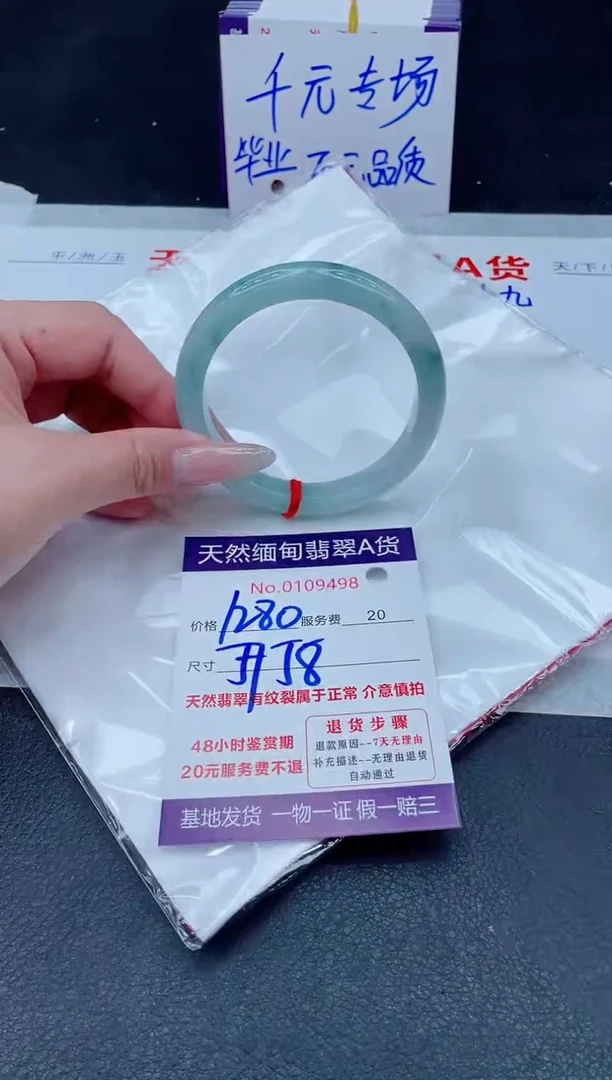 千元专场
毕业 品质
平/洲/玉
A货
天/下/
九
天然缅甸翡翠A货
No.0109498
价格 1280 服务费 20
尺寸 58
天然翡翠有纹裂属于正常 介意慎拍
48小时鉴赏期
20元服务费不退
退货步骤
退款原因--7天无理由
补充描述--无理由退货
自动通过
基地发货 一物一证 假一赔三